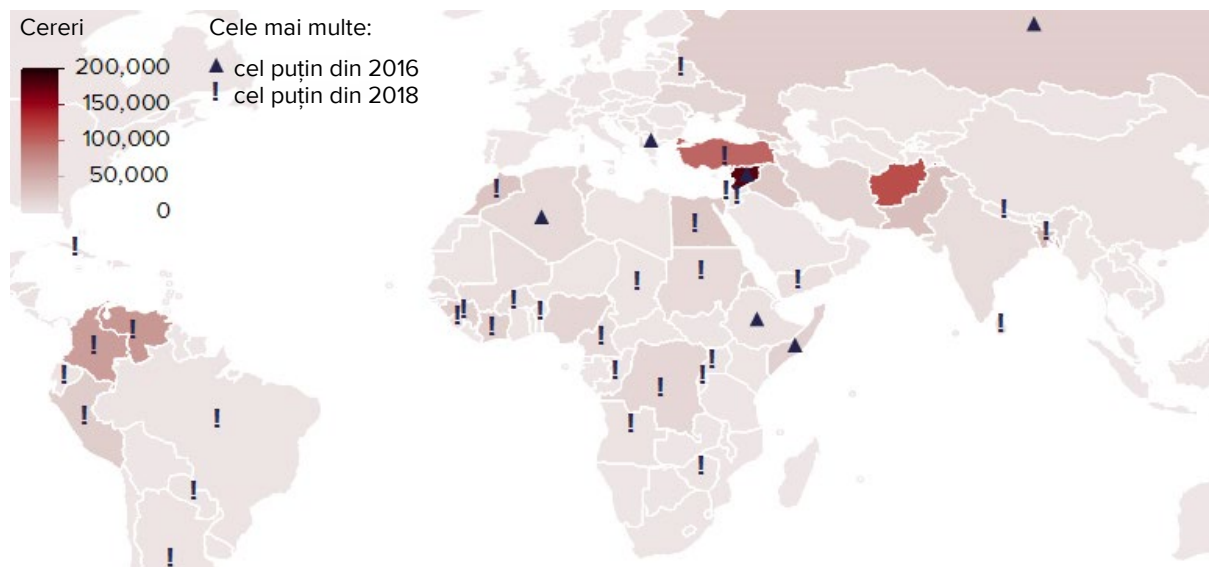 Cereri
200,000
150,000
100,000
50,000
0
Cele mai multe:
▲ cel puțin din 2016
! cel puțin din 2018